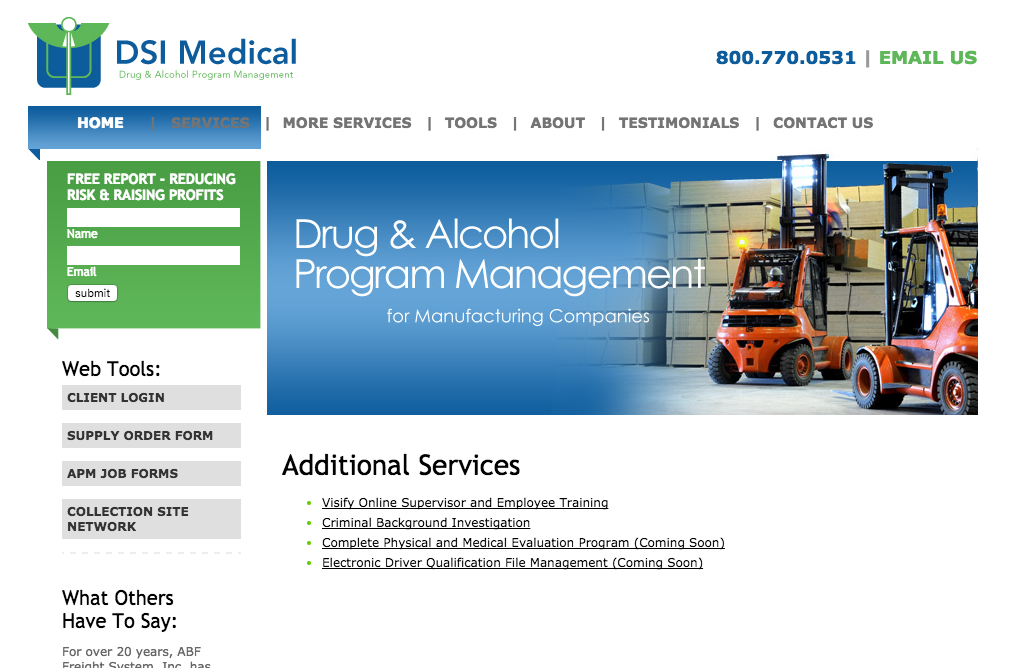 DSI Medical
Drug & Alcohol Program Management
800.770.0531 | EMAIL US
HOME | SERVICES | MORE SERVICES | TOOLS | ABOUT | TESTIMONIALS | CONTACT US
FREE REPORT - REDUCING
RISK & RAISING PROFITS
Name
Email
submit
Drug & Alcohol
Program Management
for Manufacturing Companies
Web Tools:
CLIENT LOGIN
SUPPLY ORDER FORM
APM JOB FORMS
COLLECTION SITE
NETWORK
What Others
Have To Say:
For over 20 years, ABF
Freight System, Inc. has
Additional Services
Visify Online Supervisor and Employee Training
Criminal Background Investigation
Complete Physical and Medical Evaluation Program (Coming Soon)
Electronic Driver Qualification File Management (Coming Soon)